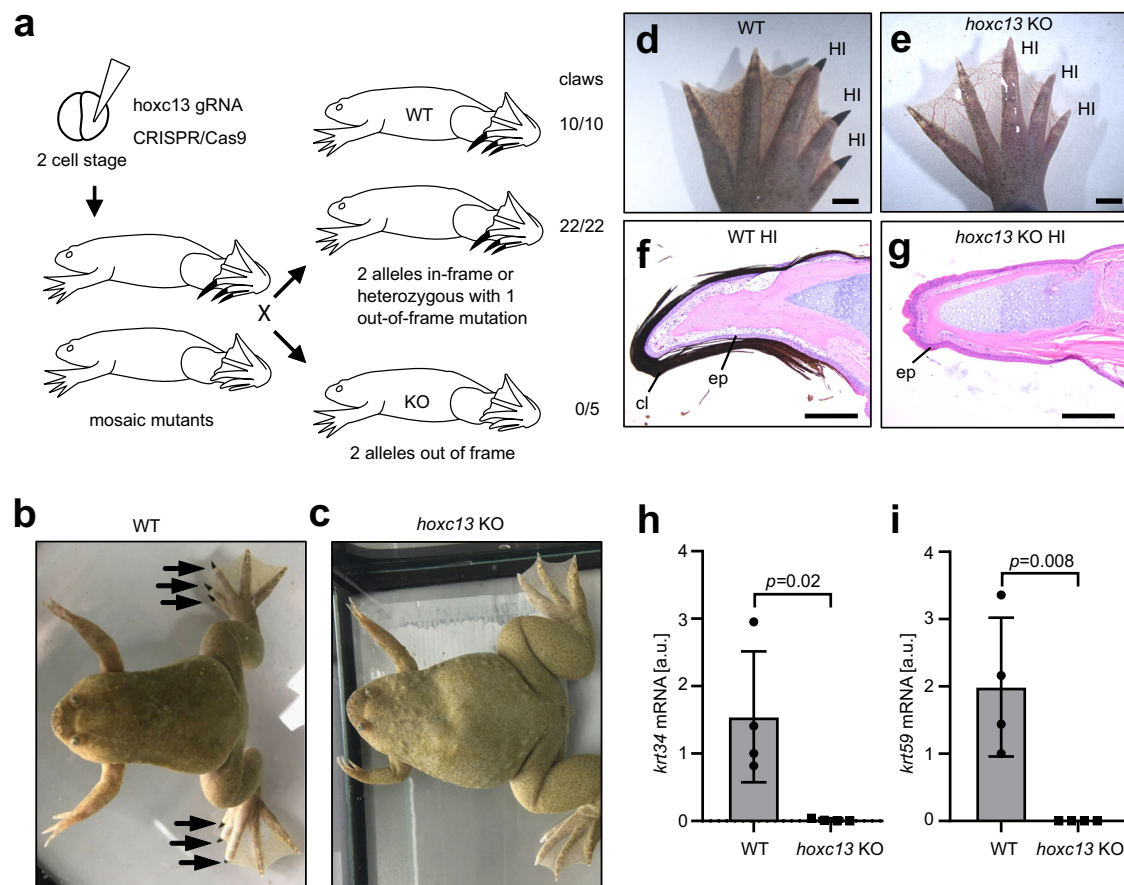 a
hoxc13 gRNA
CRISPR/Cas9
2 cell stage
mosaic mutants
X
claws
WT
10/10
22/22
2 alleles in-frame or
heterozygous with 1
out-of-frame mutation
KO
0/5
2 alleles out of frame
b
WT
c
hoxc13 KO
d
WT
HI
HI
HI
e
hoxc13 KO
HI
HI
HI
f
WT HI
cl
ep
g
hoxc13 KO HI
ep
h
krt34 mRNA [a.u.]
4
3
2
1
0
p=0.02
WT
hoxc13 KO
i
krt59 mRNA [a.u.]
4
3
2
1
0
p=0.008
WT
hoxc13 KO